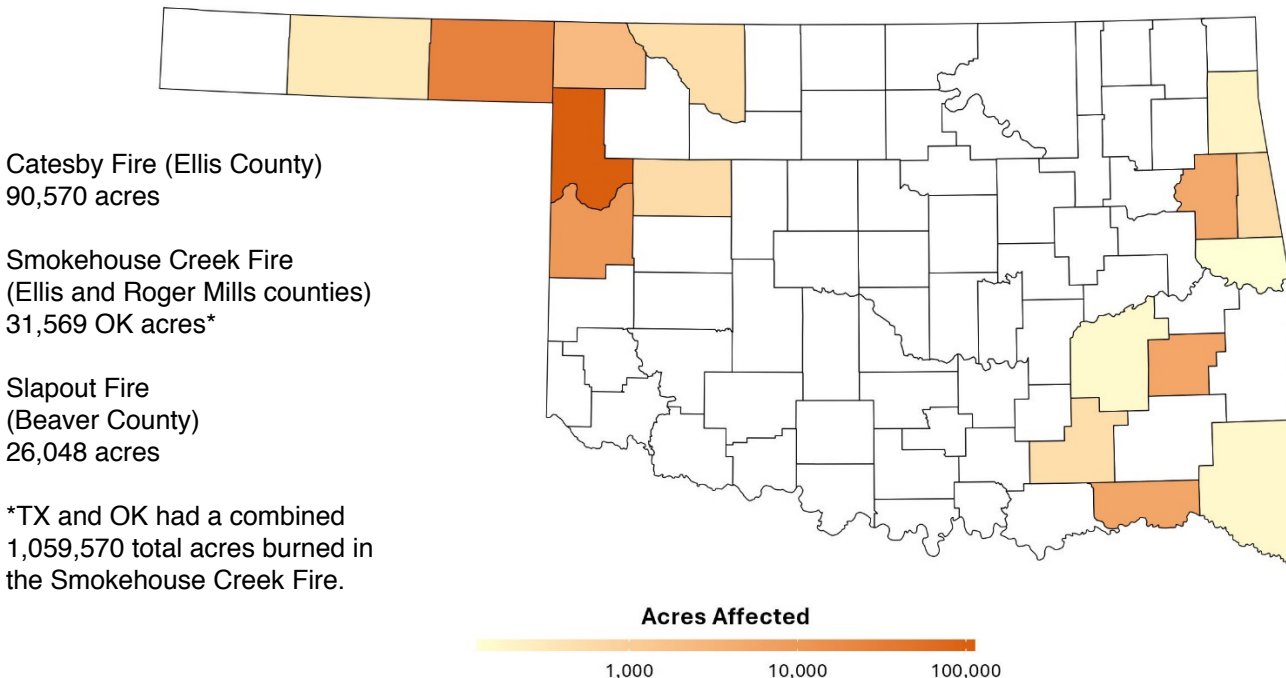 Catesby Fire (Ellis County)
90,570 acres
Smokehouse Creek Fire
(Ellis and Roger Mills counties)
31,569 OK acres*
Slapout Fire
(Beaver County)
26,048 acres
*TX and OK had a combined
1,059,570 total acres burned in
the Smokehouse Creek Fire.
Acres Affected
1,000 10,000 100,000